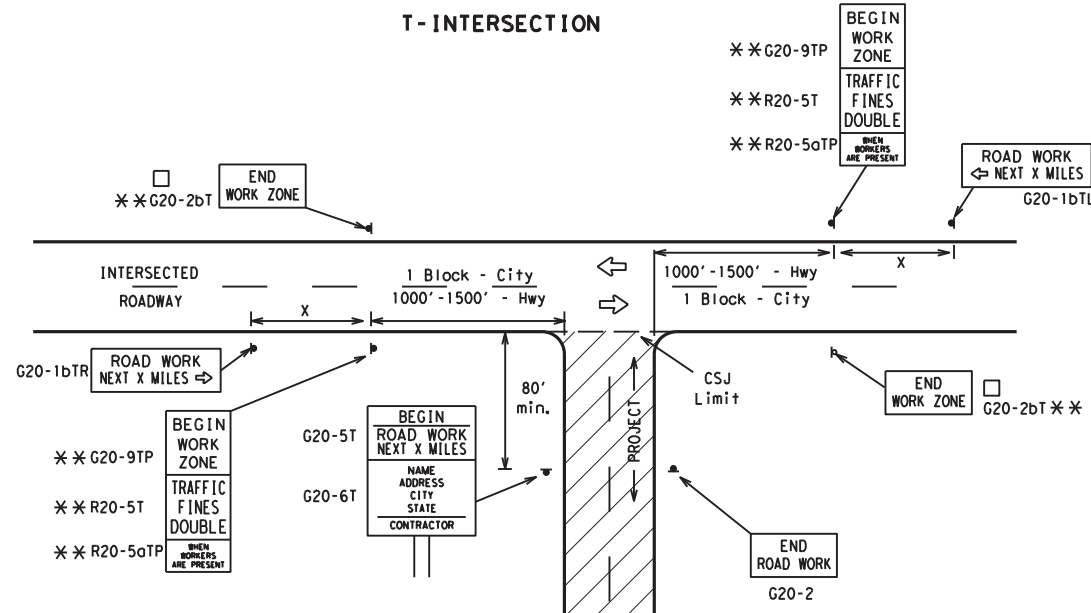 T-INTERSECTION
BEGIN
WORK
ZONE
✱✱G20-9TP
TRAFFIC
FINES
DOUBLE
✱✱R20-5T
WHEN
WORKERS
ARE PRESENT
✱✱R20-5aTP
ROAD WORK
⇦ NEXT X MILES
G20-1bTL
□
✱✱G20-2bT
END
WORK ZONE
INTERSECTED
ROADWAY
1 Block - City
1000'-1500' - Hwy
⇦
⇨
1000'-1500' - Hwy
1 Block - City
X
X
G20-1bTR
ROAD WORK
NEXT X MILES ⇨
80'
min.
CSJ
Limit
PROJECT
END
WORK ZONE
□
G20-2bT✱✱
✱✱G20-9TP
BEGIN
WORK
ZONE
✱✱R20-5T
TRAFFIC
FINES
DOUBLE
✱✱R20-5aTP
WHEN
WORKERS
ARE PRESENT
G20-5T
BEGIN
ROAD WORK
NEXT X MILES
G20-6T
NAME
ADDRESS
CITY
STATE
CONTRACTOR
END
ROAD WORK
G20-2